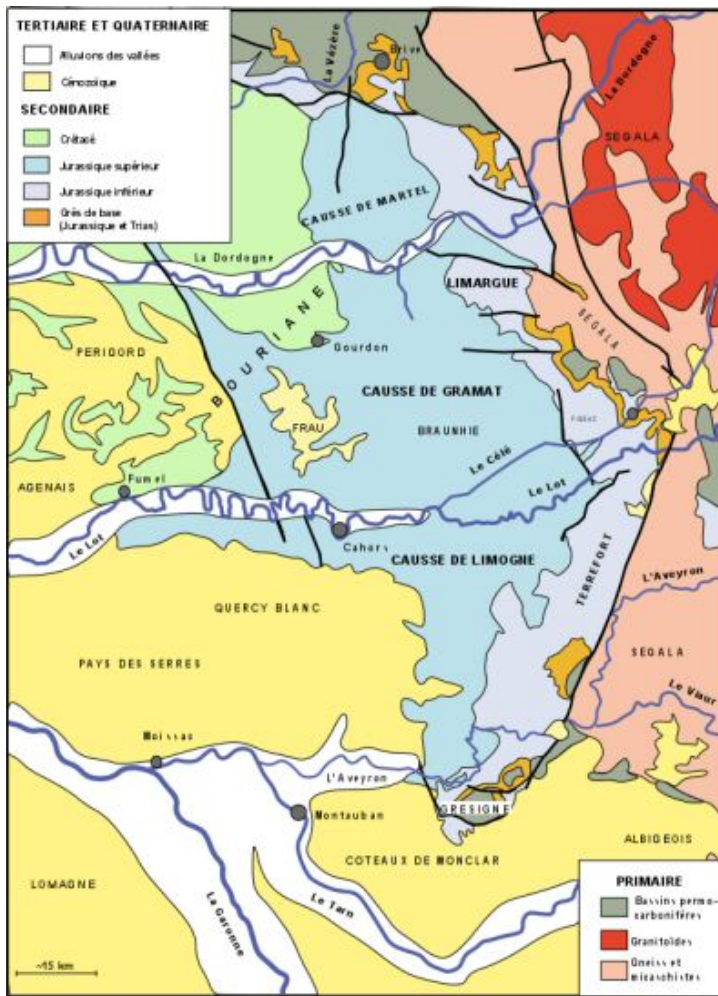 TERTIAIRE ET QUATERNAIRE
Alluvions des vallées
Cénozoïque
SECONDAIRE
Crétacé
Jurassique supérieur
Jurassique inférieur
Grès de base
(Jurassique et Trias)
La Vézère
Brive
La Dordogne
SEGALA
CAUSSE DE MARTEL
La Dordogne
LIMARGUE
SEGALA
BOURIANE
PERIGORD
Gourdon
CAUSSE DE GRAMAT
FRAU
BRAUNHIE
FIGEAC
Le Célé
Fumel
AGENAIS
Le Lot
Le Lot
Cahors
CAUSSE DE LIMOGNE
TERREFORT
L'Aveyron
QUERCY BLANC
SEGALA
PAYS DES SERRES
Le Viaur
Moissac
L'Aveyron
GRESIGNE
Montauban
ALBIGEOIS
COTEAUX DE MONCLAR
LOMAGNE
La Garonne
Le Tarn
~15 km
PRIMAIRE
Bassins permo-
carbonifères
Granitoïdes
Gneiss et
micaschistes